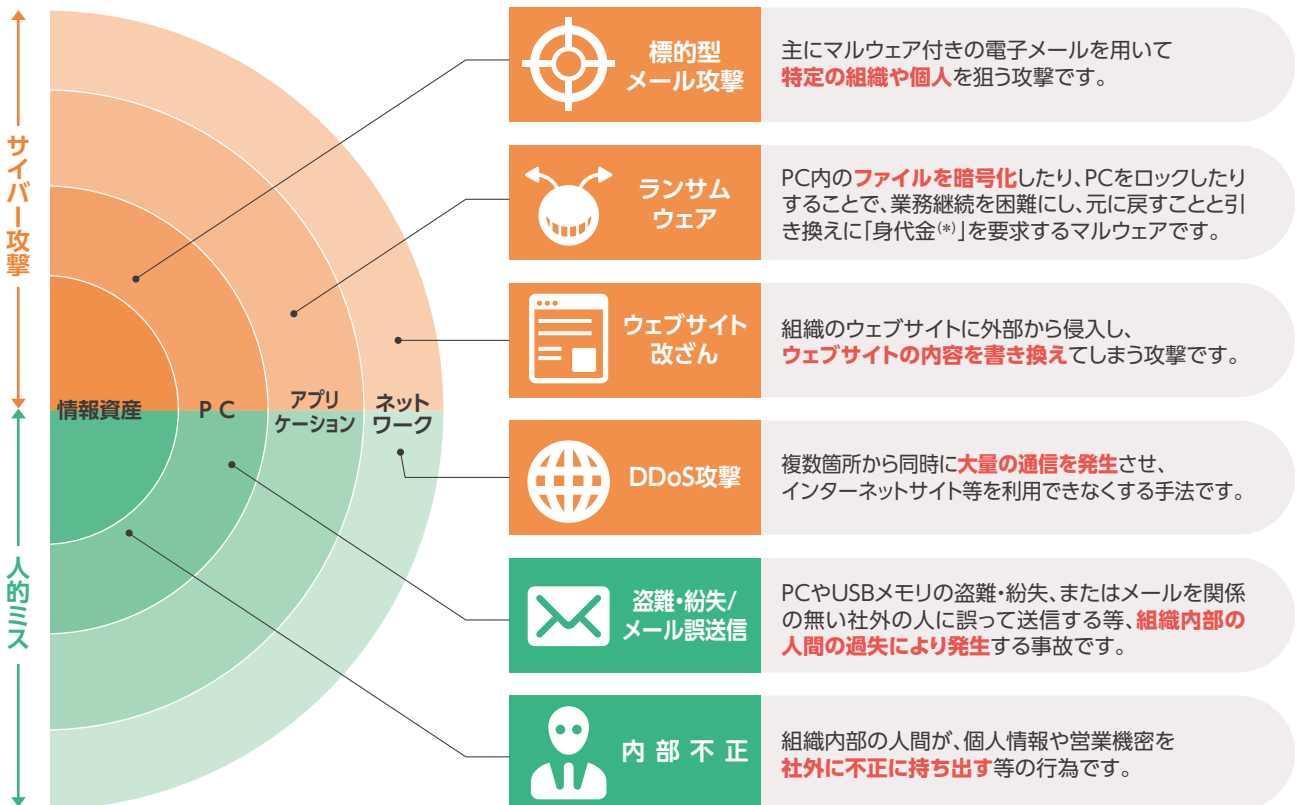 サイバー攻撃
人的ミス
情報資産
P C
アプリ
ケーション
ネット
ワーク
標的型
メール攻撃
主にマルウェア付きの電子メールを用いて
特定の組織や個人を狙う攻撃です。
ランサム
ウェア
PC内のファイルを暗号化したり、PCをロックしたり
することで、業務継続を困難にし、元に戻すことと引
き換えに「身代金(*)」を要求するマルウェアです。
ウェブサイト
改ざん
組織のウェブサイトに外部から侵入し、
ウェブサイトの内容を書き換えてしまう攻撃です。
DDoS攻撃
複数箇所から同時に大量の通信を発生させ、
インターネットサイト等を利用できなくする手法です。
盗難・紛失/
メール誤送信
PCやUSBメモリの盗難・紛失、またはメールを関係
の無い社外の人に誤って送信する等、組織内部の
人間の過失により発生する事故です。
内部不正
組織内部の人間が、個人情報や営業機密を
社外に不正に持ち出す等の行為です。